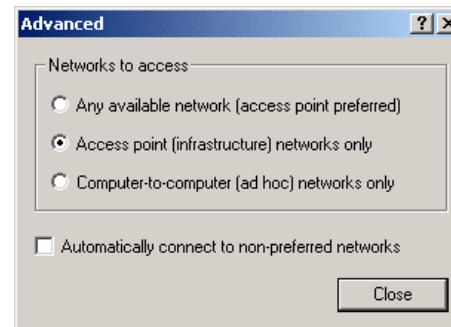 Advanced
Networks to access
Any available network (access point preferred)
Access point (infrastructure) networks only
Computer-to-computer (ad hoc) networks only
Automatically connect to non-preferred networks
Close